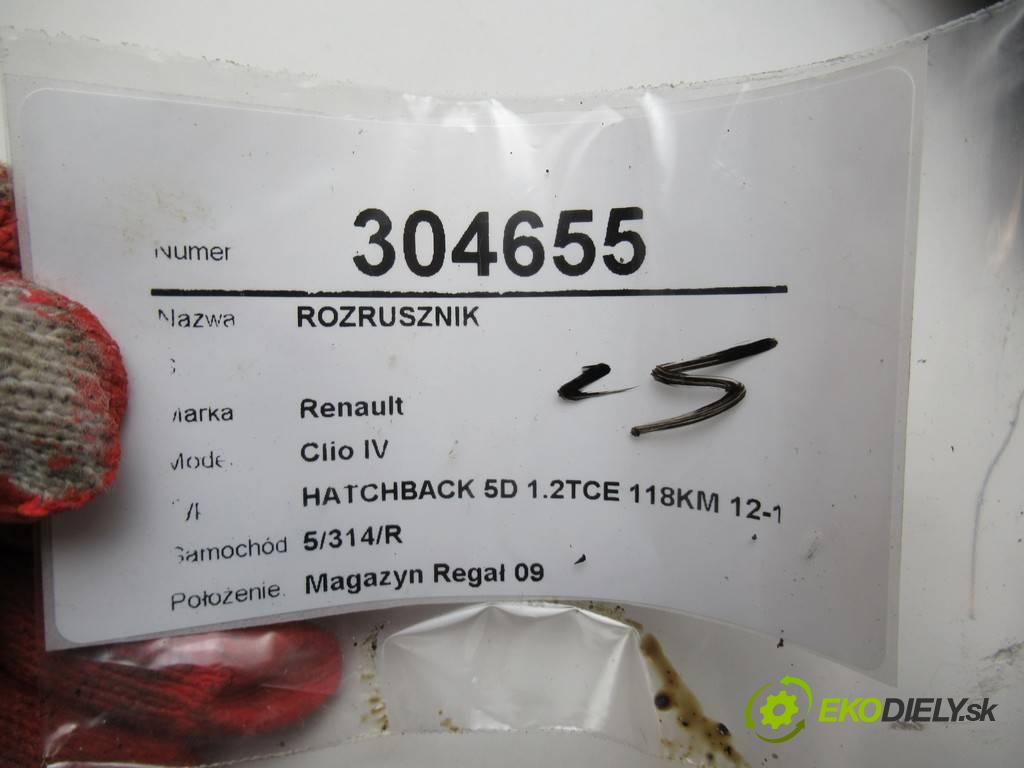 Numer 304655
Nazwa ROZRUSZNIK
Marka Renault
Model Clio IV
HATCHBACK 5D 1.2TCE 118KM 12-1
Samochód 5/314/R
Położenie Magazyn Regał 09
EKODIELY.sk